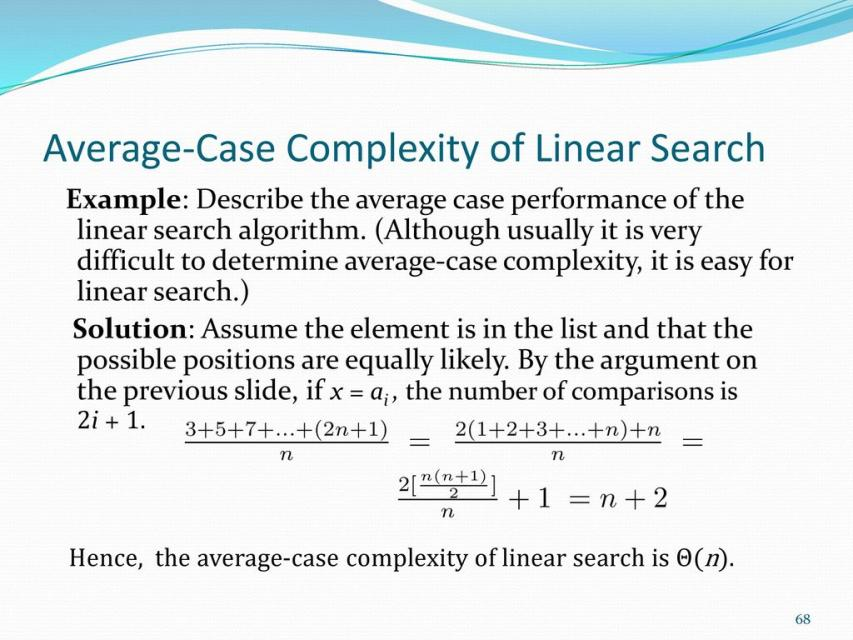 Average-Case Complexity of Linear Search
Example: Describe the average case performance of the
linear search algorithm. (Although usually it is very
difficult to determine average-case complexity, it is easy for
linear search.)
Solution: Assume the element is in the list and that the
possible positions are equally likely. By the argument on
the previous slide, if x = aᵢ, the number of comparisons is
2i + 1.
\frac{3+5+7+...+(2n+1)}{n} = \frac{2(1+2+3+...+n)+n}{n} =
\frac{2[\frac{n(n+1)}{2}]}{n} + 1 = n + 2
Hence, the average-case complexity of linear search is Θ(n).
68